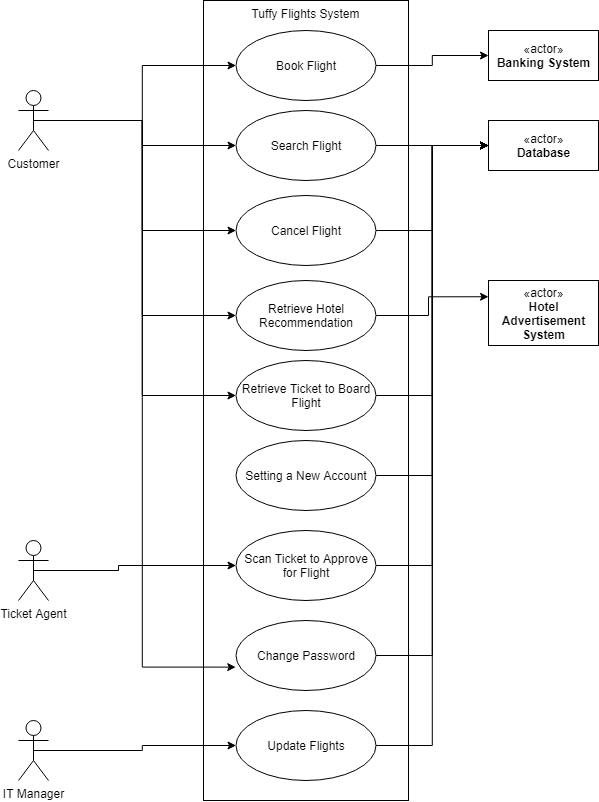 Tuffy Flights System
Book Flight
«actor»
Banking System
Customer
Search Flight
«actor»
Database
Cancel Flight
Retrieve Hotel
Recommendation
«actor»
Hotel
Advertisement
System
Retrieve Ticket to Board
Flight
Setting a New Account
Ticket Agent
Scan Ticket to Approve
for Flight
Change Password
IT Manager
Update Flights